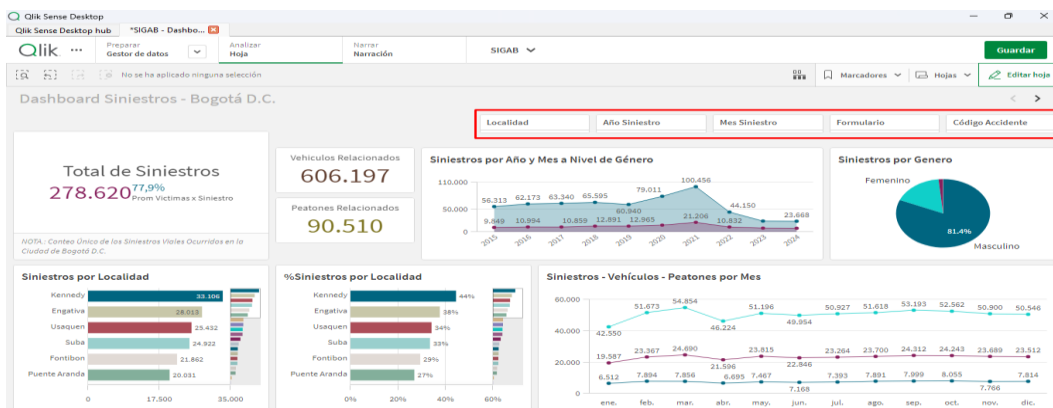 Qlik Sense Desktop
Qlik Sense Desktop hub
*SIGAB - Dashbo...
Qlik
Preparar
Gestor de datos
Analizar
Hoja
Narrar
Narración
SIGAB
Guardar
No se ha aplicado ninguna selección
Marcadores
Hojas
Editar hoja
Dashboard Siniestros - Bogotá D.C.
Localidad
Año Siniestro
Mes Siniestro
Formulario
Código Accidente
Total de Siniestros
278.620
77,9%
Prom Victimas x Siniestro
NOTA.: Conteo Único de los Siniestros Viales Ocurridos en la
Ciudad de Bogotá D.C.
Vehiculos Relacionados
606.197
Peatones Relacionados
90.510
Siniestros por Año y Mes a Nivel de Género
110.000
50.000
0
56.313 62.173 63.340 65.595 60.840 79.011 100.456 44.150 23.668
9.849 10.994 10.859 12.891 12.965 21.206 10.832
2015 2016 2017 2018 2019 2020 2021 2022 2023 2024
Siniestros por Genero
Femenino
81.4%
Masculino
Siniestros por Localidad
Kennedy 33.106
Engativa 28.013
Usaquen 25.432
Suba 24.922
Fontibon 21.862
Puente Aranda 20.031
0 17.500 35.000
%Siniestros por Localidad
Kennedy 44%
Engativa 38%
Usaquen 34%
Suba 33%
Fontibon 29%
Puente Aranda 27%
0% 20% 40% 60%
Siniestros - Vehículos - Peatones por Mes
60.000
40.000
20.000
0
42.550 51.673 54.854 46.224 51.196 49.954 50.927 51.618 53.193 52.562 50.900 50.546
19.587 23.367 24.690 21.596 23.815 22.846 23.264 23.700 24.312 24.243 23.689 23.512
6.512 7.894 7.856 6.695 7.467 7.168 7.393 7.891 7.999 8.055 7.766 7.814
ene. feb. mar. abr. may. jun. jul. ago. sep. oct. nov. dic.